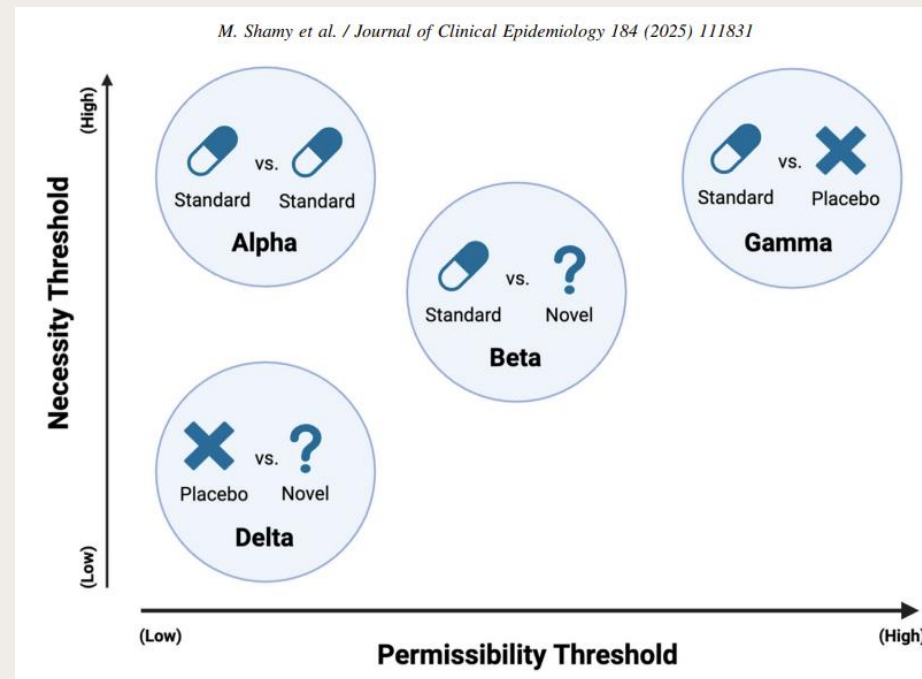 M. Shamy et al. / Journal of Clinical Epidemiology 184 (2025) 111831
(High)
Necessity Threshold
(Low)
vs.
Standard Standard
Alpha
vs.
Standard Placebo
Gamma
vs.
Standard Novel
Beta
?
vs.
?
Placebo Novel
Delta
(Low)
(High)
Permissibility Threshold